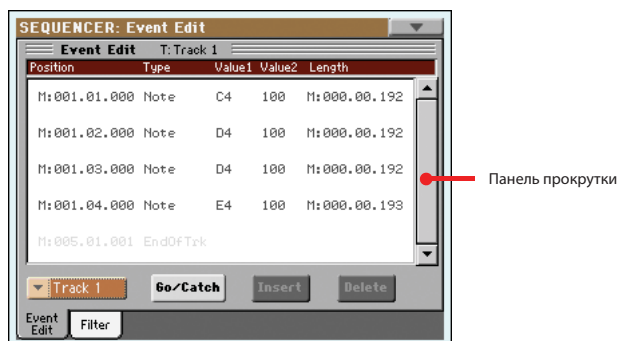 SEQUENCER: Event Edit
Event Edit T: Track 1
Position Type Value1 Value2 Length
M:001.01.000 Note C4 100 M:000.00.192
M:001.02.000 Note D4 100 M:000.00.192
M:001.03.000 Note D4 100 M:000.00.192
Панель прокрутки
M:001.04.000 Note E4 100 M:000.00.193
M:005.01.001 EndOfTrk
Track 1 Go/Catch Insert Delete
Event Edit Filter